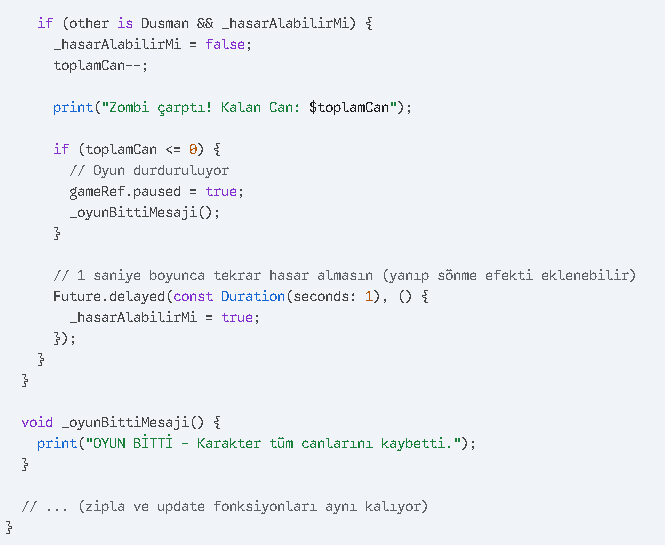 if (other is Dusman && _hasarAlabilirMi) {
_hasarAlabilirMi = false;
toplamCan--;
print("Zombi çarptı! Kalan Can: $toplamCan");
if (toplamCan <= 0) {
// Oyun durduruluyor
gameRef.paused = true;
_oyunBittiMesaji();
}
// 1 saniye boyunca tekrar hasar almasın (yanıp sönme efekti eklenebilir)
Future.delayed(const Duration(seconds: 1), () {
_hasarAlabilirMi = true;
});
}
}
void _oyunBittiMesaji() {
print("OYUN BİTTİ - Karakter tüm canlarını kaybetti.");
}
// ... (zipla ve update fonksiyonları aynı kalıyor)
}